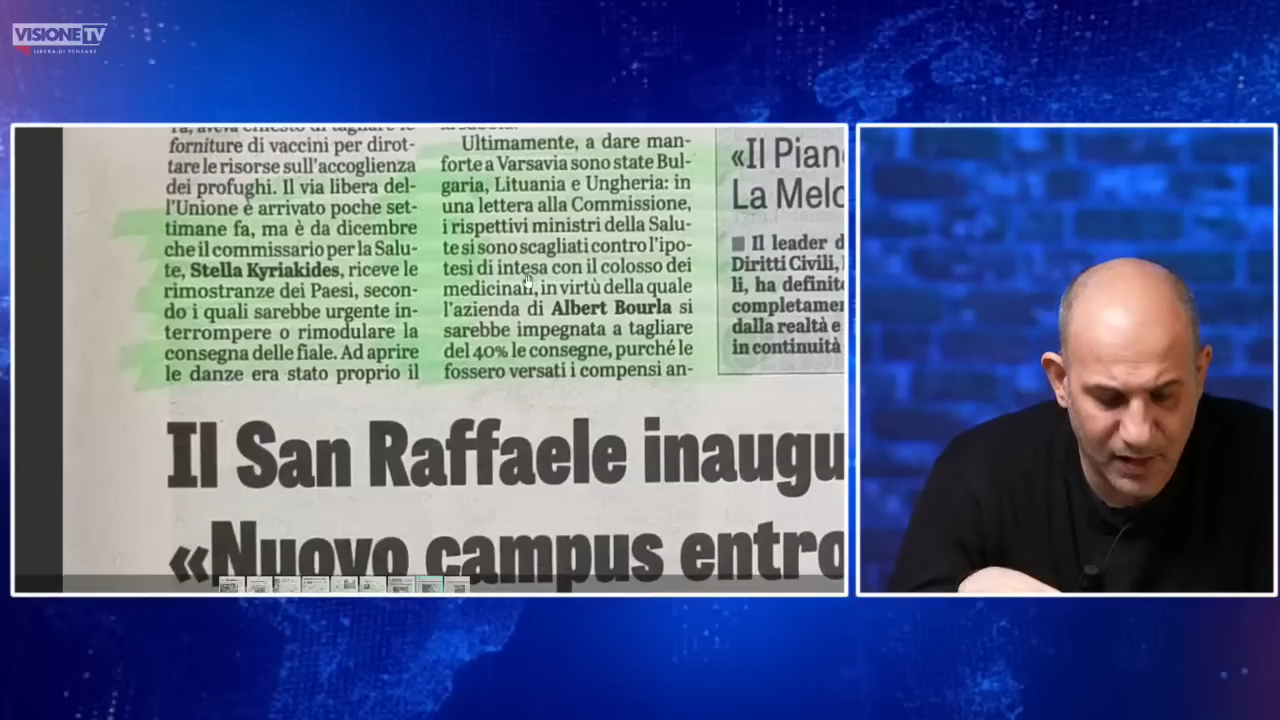 VISIONE TV
LIBERA DI PENSARE
forniture di vaccini per dirot-
tare le risorse sull'accoglienza
dei profughi. Il via libera del-
l'Unione è arrivato poche set-
timane fa, ma è da dicembre
che il commissario per la Salu-
te, Stella Kyriakides, riceve le
rimostranze dei Paesi, secon-
do i quali sarebbe urgente in-
terrompere o rimodulare la
consegna delle fiale. Ad aprire
le danze era stato proprio il
Ultimamente, a dare man-
forte a Varsavia sono state Bul-
garia, Lituania e Ungheria: in
una lettera alla Commissione,
i rispettivi ministri della Salu-
te si sono scagliati contro l'ipo-
tesi di intesa con il colosso dei
medicinali, in virtù della quale
l'azienda di Albert Bourla si
sarebbe impegnata a tagliare
del 40% le consegne, purché le
fossero versati i compensi an-
«Il Pian
La Melo
Il leader d
Diritti Civili,
li, ha definit
completamen
dalla realtà e
in continuità
Il San Raffaele inaugu
«Nuovo campus entro